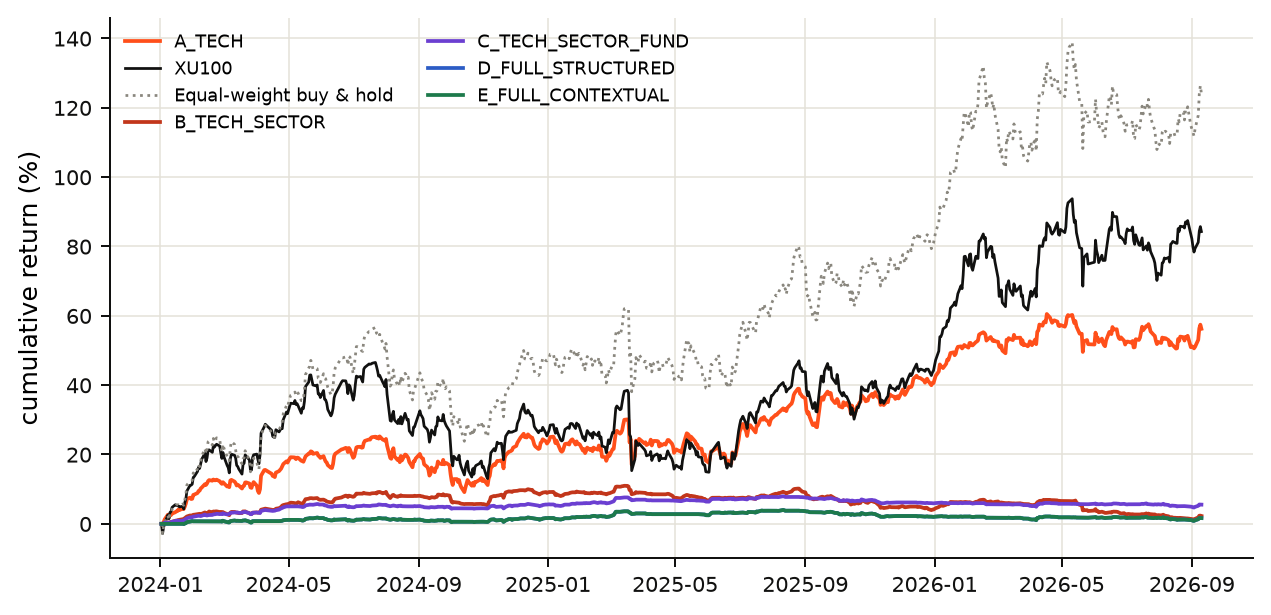 cumulative return (%)
140
120
100
80
60
40
20
0
A_TECH
XU100
Equal-weight buy & hold
B_TECH_SECTOR
C_TECH_SECTOR_FUND
D_FULL_STRUCTURED
E_FULL_CONTEXTUAL
2024-01 2024-05 2024-09 2025-01 2025-05 2025-09 2026-01 2026-05 2026-09